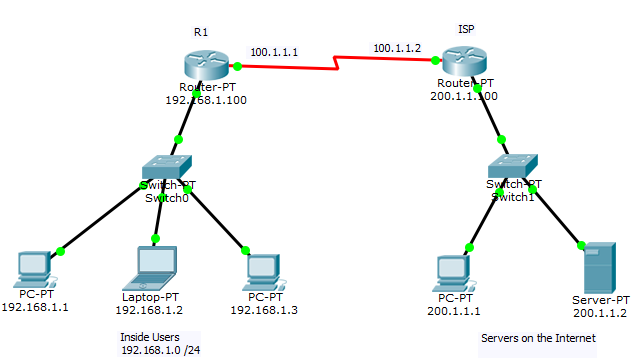 R1
ISP
100.1.1.1
100.1.1.2
Router-PT
192.168.1.100
Router-PT
200.1.1.100
Switch-PT
Switch0
Switch-PT
Switch1
PC-PT
192.168.1.1
Laptop-PT
192.168.1.2
PC-PT
192.168.1.3
PC-PT
200.1.1.1
Server-PT
200.1.1.2
Inside Users
192.168.1.0 /24
Servers on the Internet